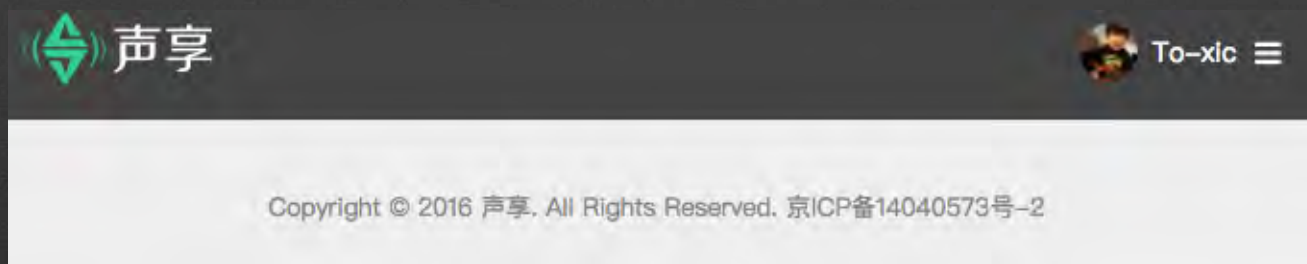 声享
To-xic
Copyright © 2016 声享. All Rights Reserved. 京ICP备14040573号-2